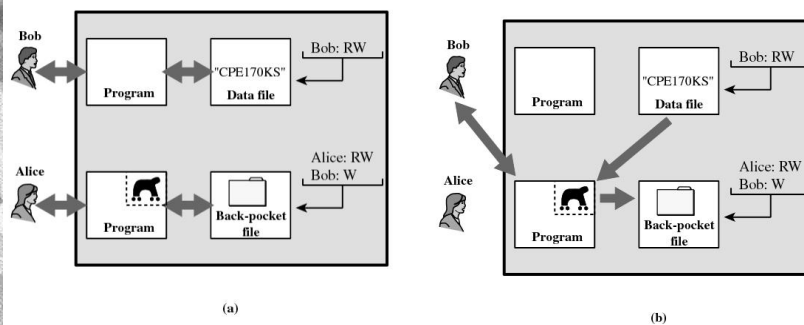 Bob
Bob: RW
"CPE170KS"
Program
Data file
Alice: RW
Bob: W
Alice
Program
Back-pocket
file
(a)
Bob
Bob: RW
"CPE170KS"
Program
Data file
Alice: RW
Bob: W
Alice
Program
Back-pocket
file
(b)